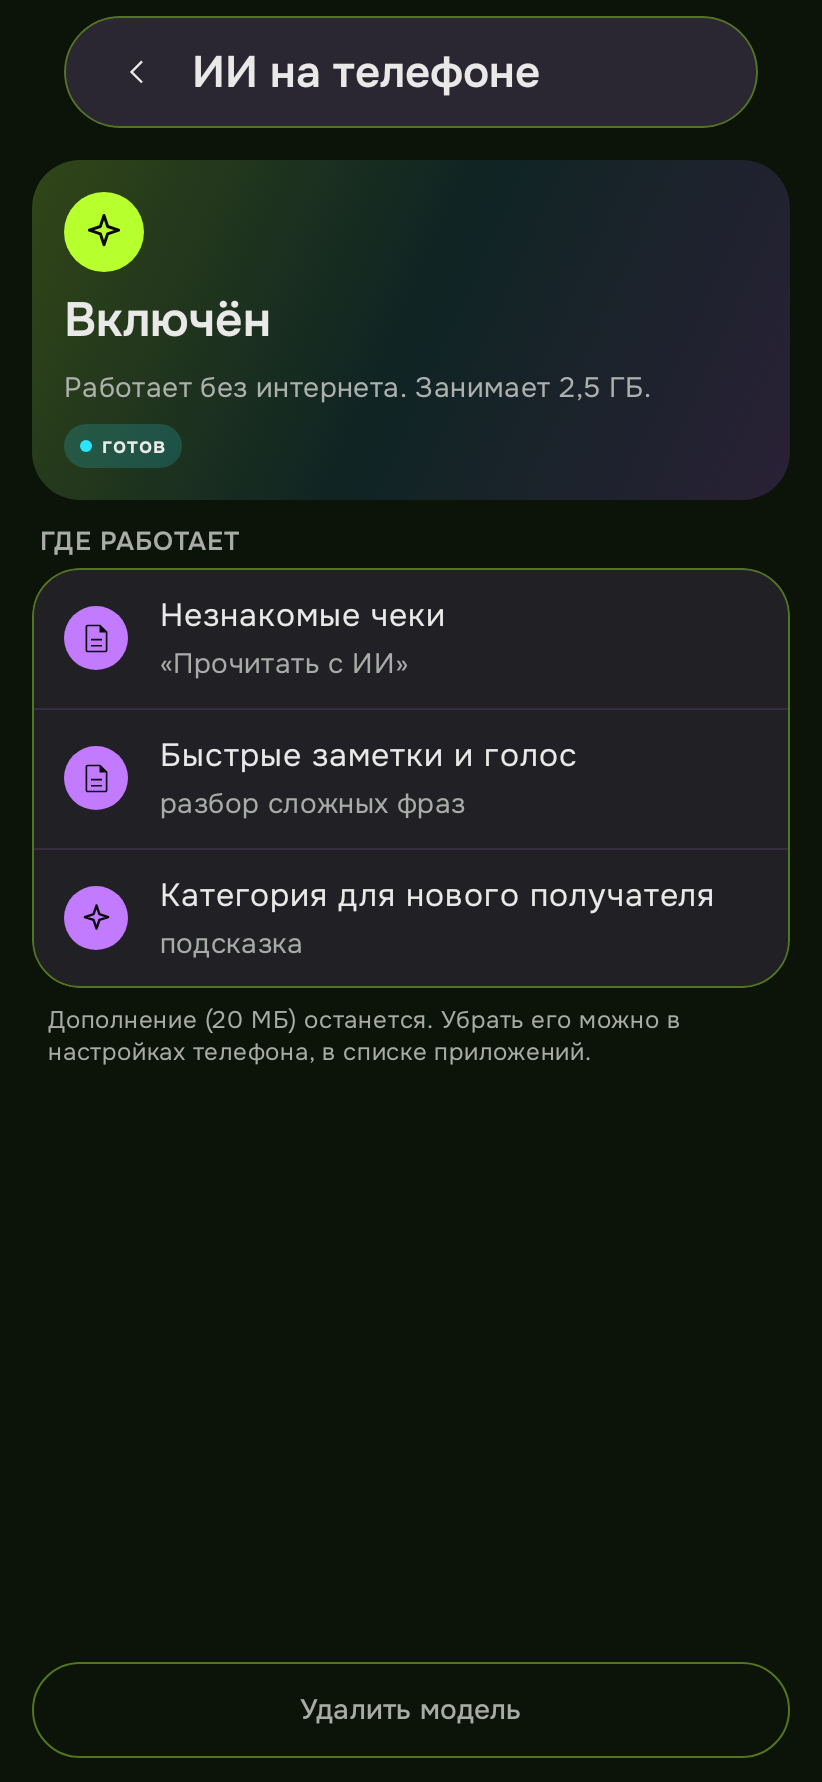 ИИ на телефоне
Включён
Работает без интернета. Занимает 2,5 ГБ.
готов
ГДЕ РАБОТАЕТ
Незнакомые чеки
«Прочитать с ИИ»
Быстрые заметки и голос
разбор сложных фраз
Категория для нового получателя
подсказка
Дополнение (20 МБ) останется. Убрать его можно в
настройках телефона, в списке приложений.
Удалить модель